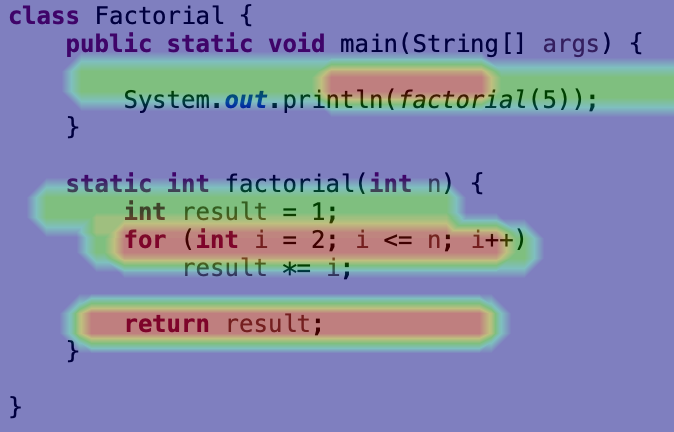 class Factorial {
    public static void main(String[] args) {

        System.out.println(factorial(5));
    }

    static int factorial(int n) {
        int result = 1;
        for (int i = 2; i <= n; i++)
            result *= i;

        return result;
    }

}